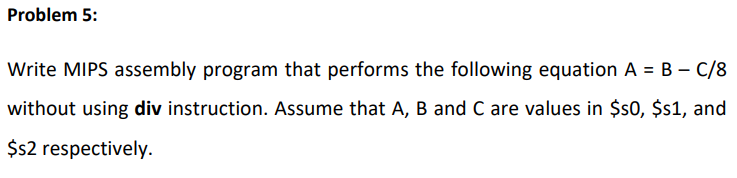 Problem 5:
Write MIPS assembly program that performs the following equation A = B – C/8
without using div instruction. Assume that A, B and C are values in $s0, $s1, and
$s2 respectively.